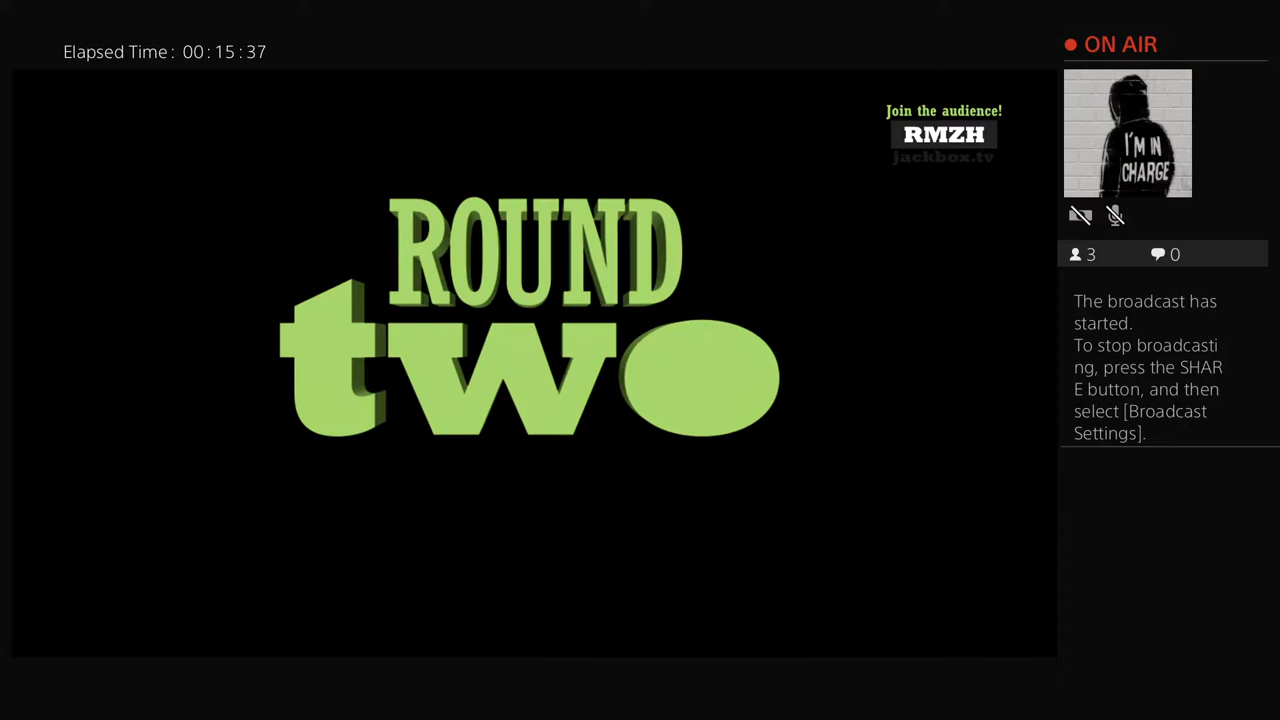 Elapsed Time: 00:15:37
ON AIR
Join the audience!
RMZH
jackbox.tv
I'M IN
CHARGE
ROUND
two
3
0
The broadcast has
started.
To stop broadcasti
ng, press the SHAR
E button, and then
select [Broadcast
Settings].